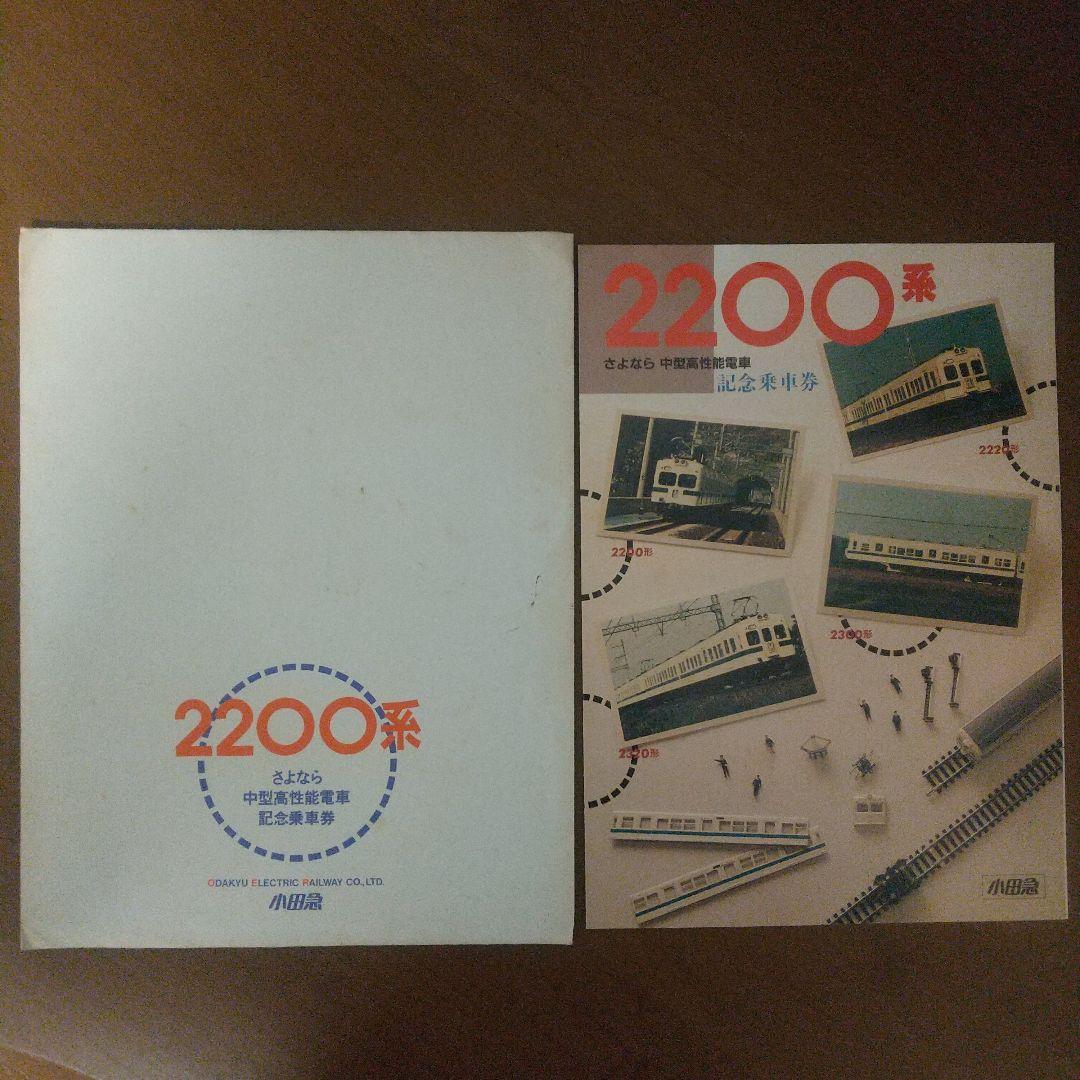 2200系
さよなら
中型高性能電車
記念乗車券
ODAKYU ELECTRIC RAILWAY CO.,LTD.
小田急
2200系
さよなら 中型高性能電車
記念乗車券
2220形
2200形
2300形
2320形
小田急